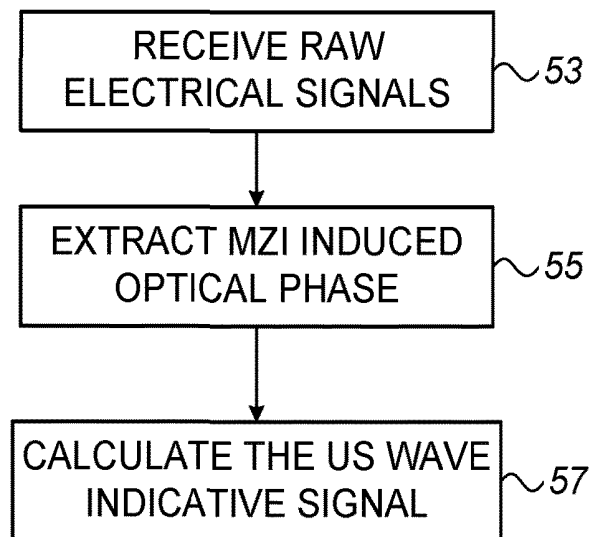 RECEIVE RAW
ELECTRICAL SIGNALS
53
EXTRACT MZI INDUCED
OPTICAL PHASE
55
CALCULATE THE US WAVE
INDICATIVE SIGNAL
57